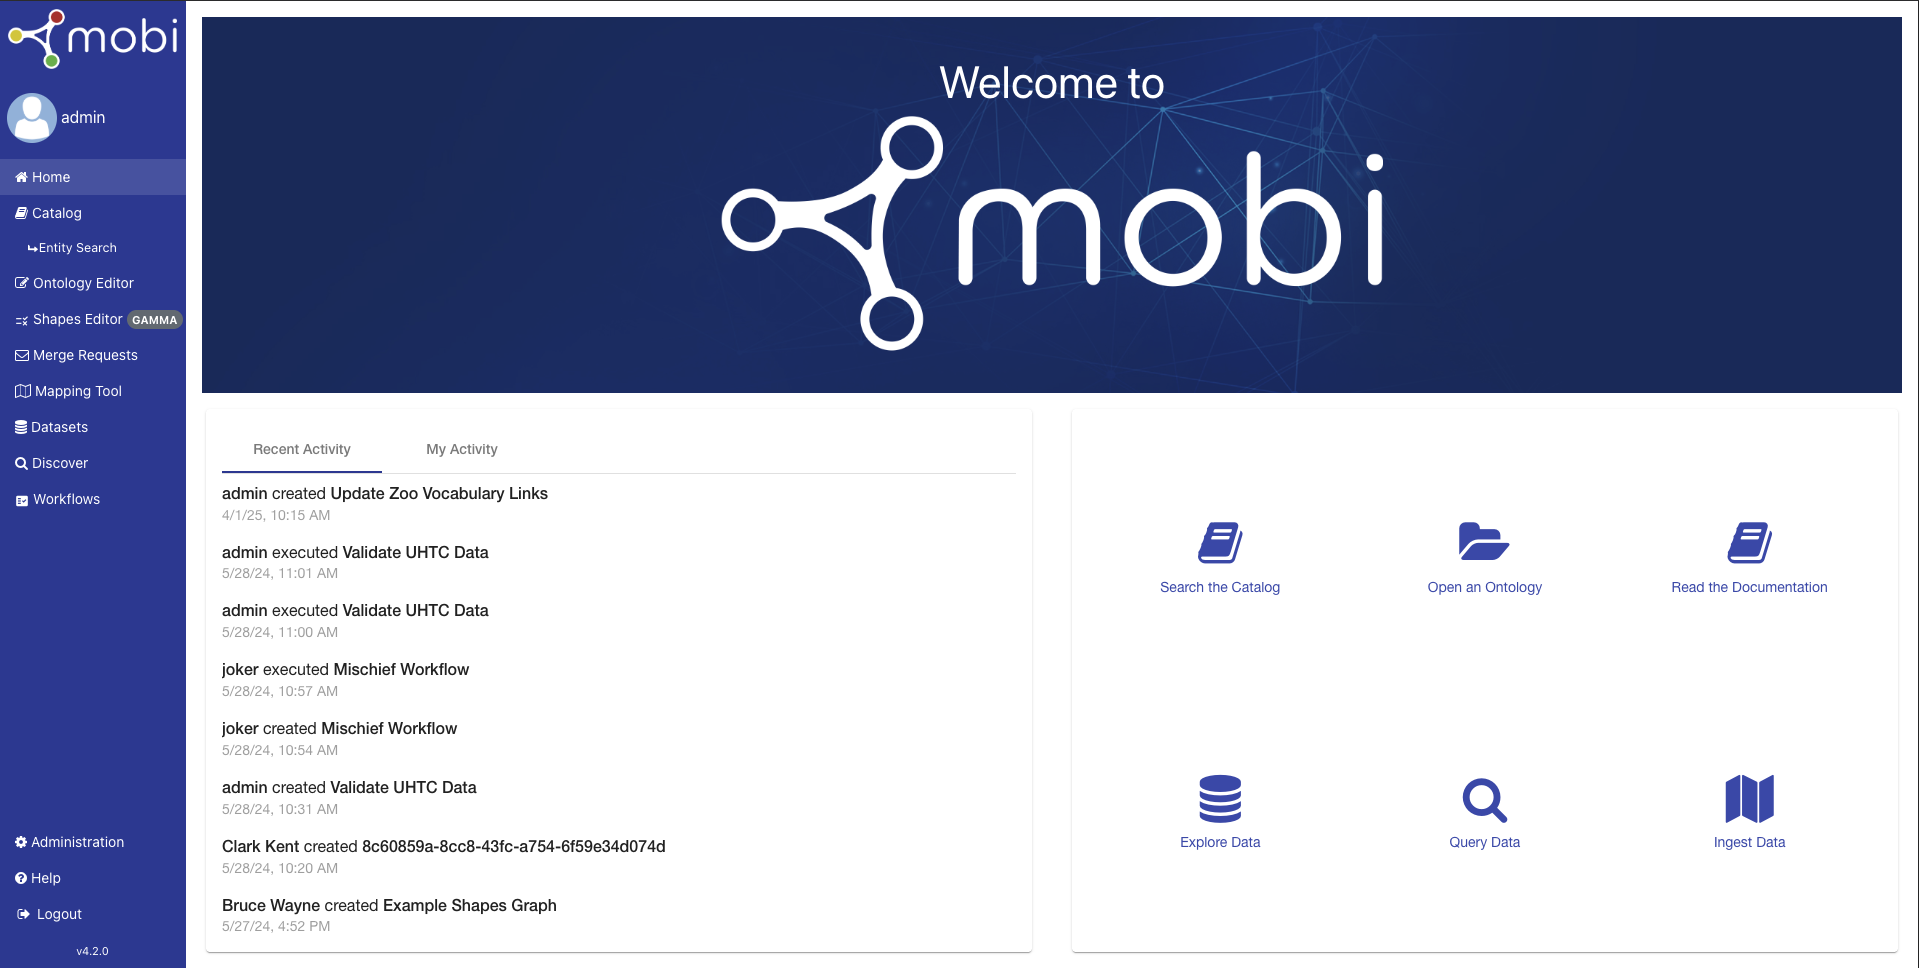 mobi
admin
Home
Catalog
Entity Search
Ontology Editor
Shapes Editor GAMMA
Merge Requests
Mapping Tool
Datasets
Discover
Workflows
Administration
Help
Logout
v4.2.0
Welcome to
mobi
Recent Activity My Activity
admin created Update Zoo Vocabulary Links
4/1/25, 10:15 AM
admin executed Validate UHTC Data
5/28/24, 11:01 AM
admin executed Validate UHTC Data
5/28/24, 11:00 AM
joker executed Mischief Workflow
5/28/24, 10:57 AM
joker created Mischief Workflow
5/28/24, 10:54 AM
admin created Validate UHTC Data
5/28/24, 10:31 AM
Clark Kent created 8c60859a-8cc8-43fc-a754-6f59e34d074d
5/28/24, 10:20 AM
Bruce Wayne created Example Shapes Graph
5/27/24, 4:52 PM
Search the Catalog Open an Ontology Read the Documentation
Explore Data Query Data Ingest Data